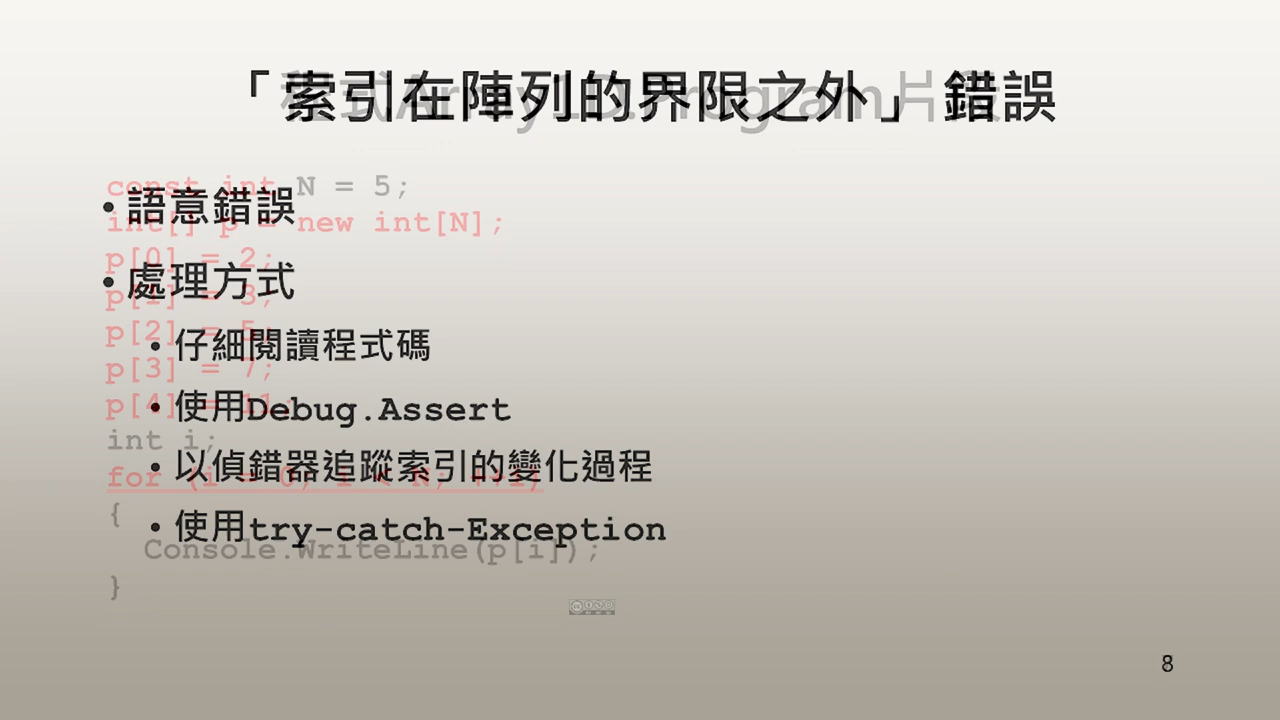 「索引在陣列的界限之外」錯誤
• 語意錯誤
• 處理方式
• 仔細閱讀程式碼
• 使用Debug.Assert
• 以偵錯器追蹤索引的變化過程
• 使用try-catch-Exception
const int N = 5;
int[] p = new int[N];
p[0] = 2;
p[1] = 3;
p[2] = 5;
p[3] = 7;
p[4] = 11;
int i;
for (i = 0; i < N; ++i)
{
Console.WriteLine(p[i]);
}
8